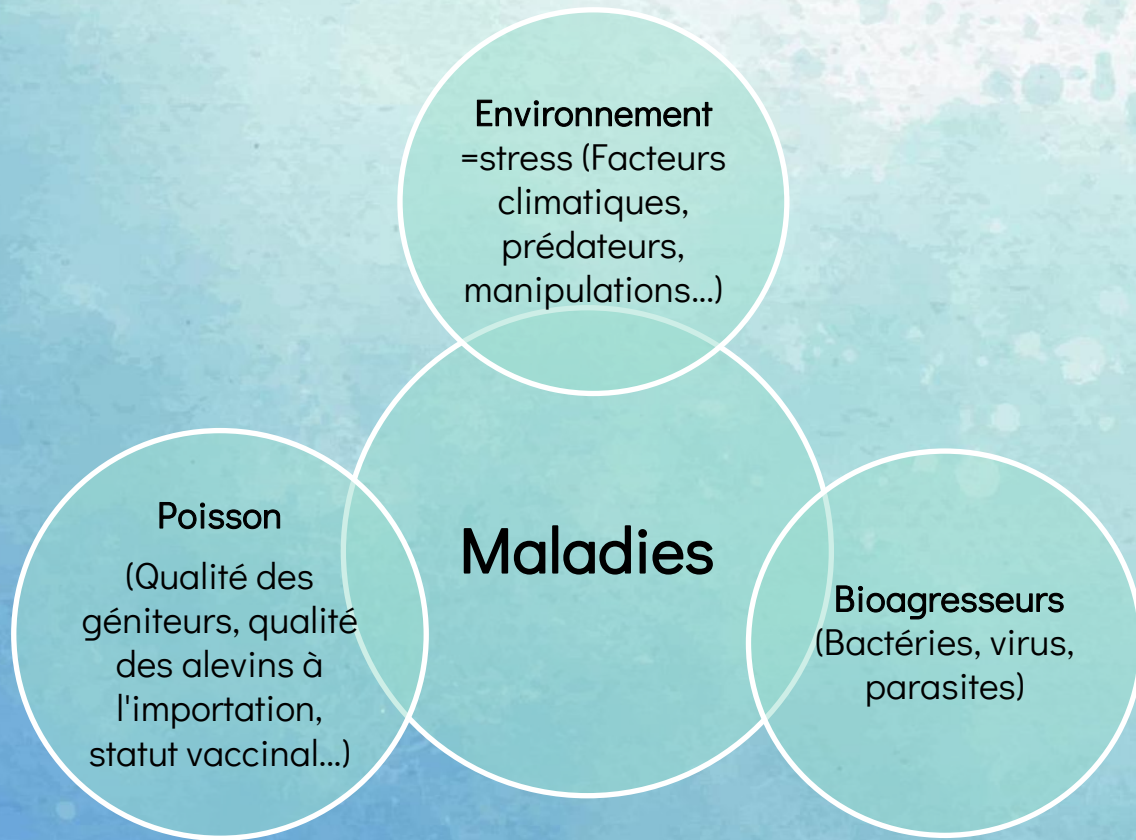 Environnement
=stress (Facteurs
climatiques,
prédateurs,
manipulations...)
Maladies
Poisson
(Qualité des
géniteurs, qualité
des alevins à
l'importation,
statut vaccinal...)
Bioagresseurs
(Bactéries, virus,
parasites)